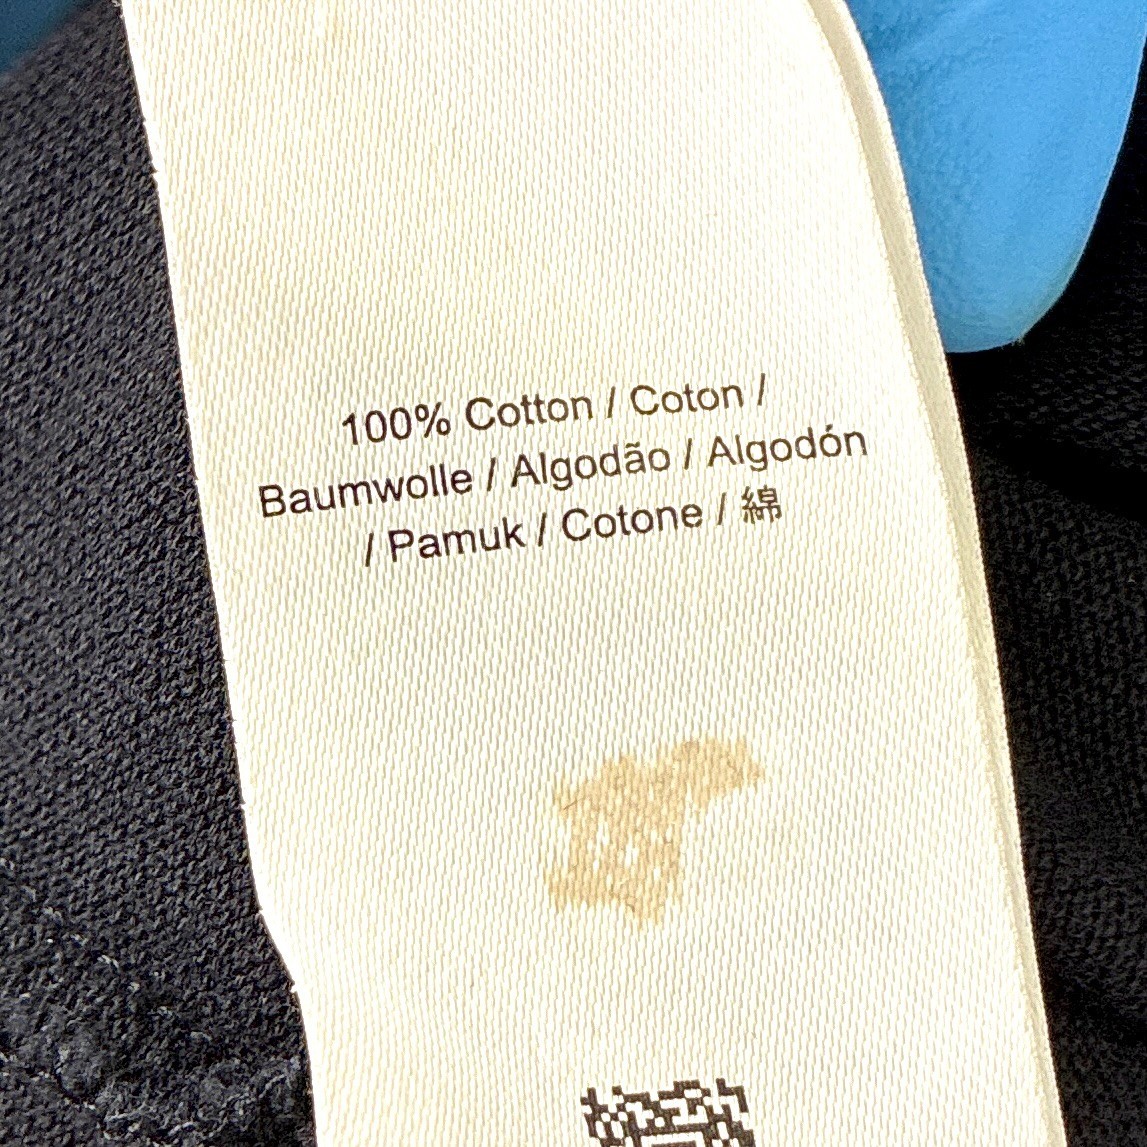 100% Cotton / Coton /
Baumwolle / Algodão / Algodón
/ Pamuk / Cotone / 綿